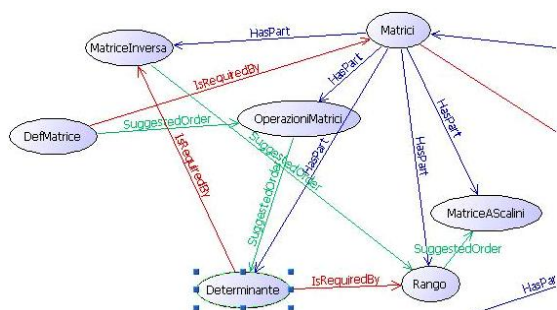 HasPart
Matrici
MatriceInversa
IsRequiredBy
HasPart
DefMatrice
SuggestedOrder
OperazioniMatrici
HasPart
SuggestedOrder
IsRequiredBy
SuggestedOrder
HasPart
HasPart
MatriceAScalini
SuggestedOrder
Determinante
IsRequiredBy
Rango
HasPart